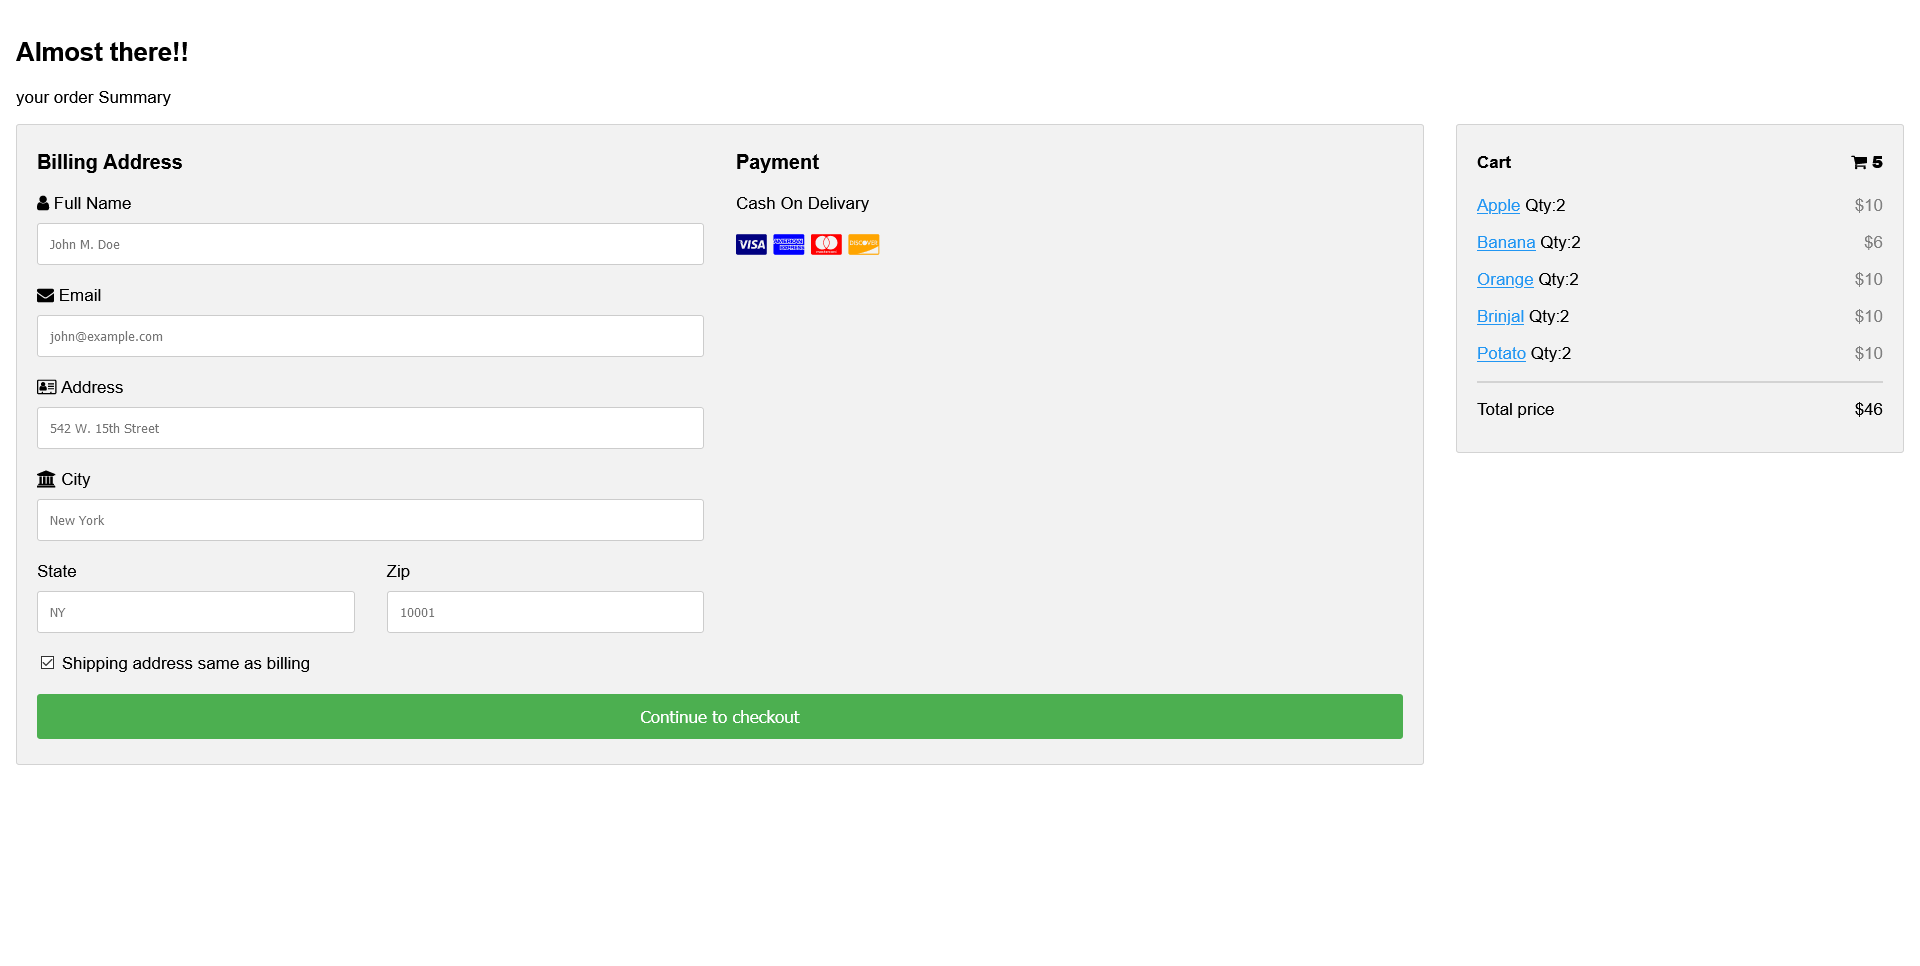 Almost there!!
your order Summary
Billing Address
Full Name
John M. Doe
Email
john@example.com
Address
542 W. 15th Street
City
New York
State Zip
NY 10001
Shipping address same as billing
Continue to checkout
Payment
Cash On Delivary
VISA AMERICAN EXPRESS DISCOVER
Cart 5
Apple Qty:2 $10
Banana Qty:2 $6
Orange Qty:2 $10
Brinjal Qty:2 $10
Potato Qty:2 $10
Total price $46